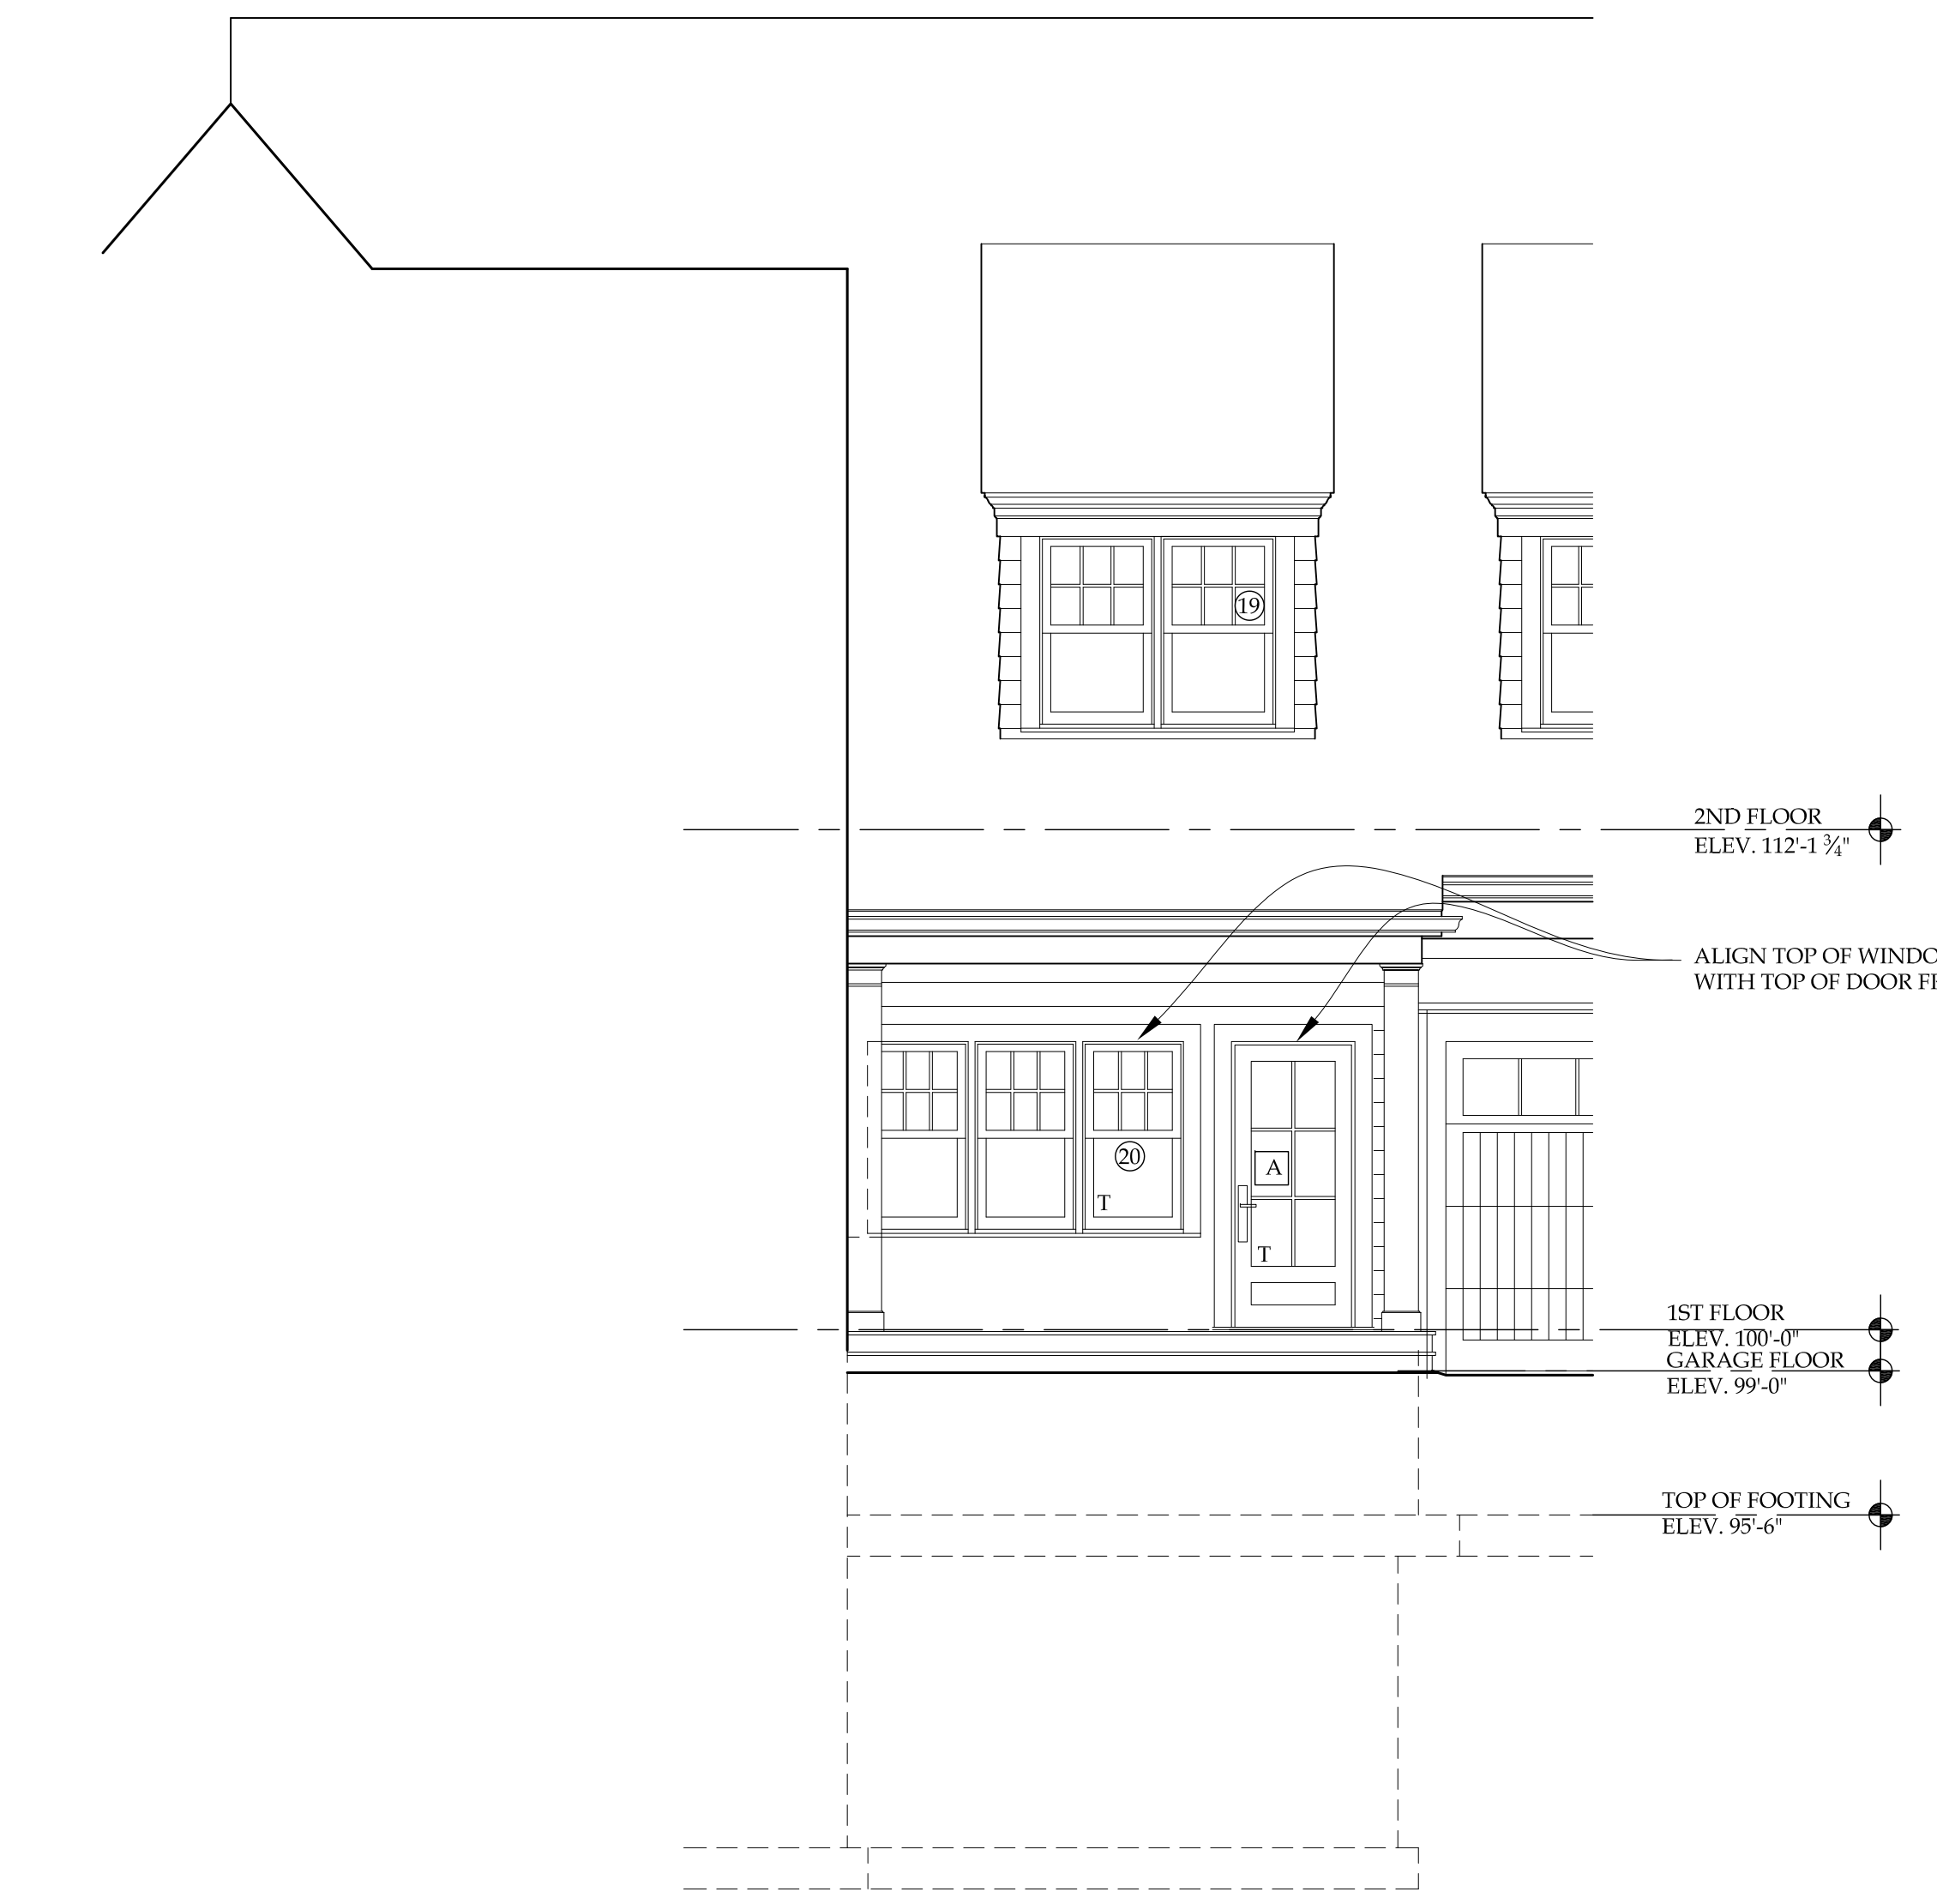 19
2ND FLOOR
ELEV. 112'-1 3/4"
ALIGN TOP OF
WITH TOP OF DOOR
20
A
T
T
1ST FLOOR
ELEV. 100'-0"
GARAGE FLOOR
ELEV. 99'-0"
TOP OF FOOTING
ELEV. 95'-6"